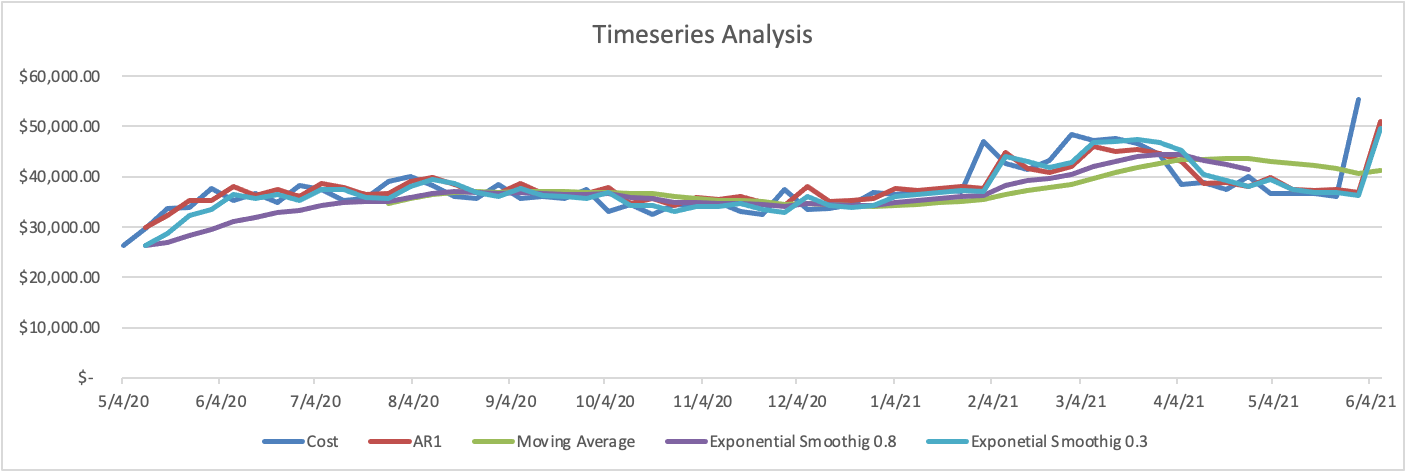 Timeseries Analysis
$60,000.00
$50,000.00
$40,000.00
$30,000.00
$20,000.00
$10,000.00
$-
5/4/20 6/4/20 7/4/20 8/4/20 9/4/20 10/4/20 11/4/20 12/4/20 1/4/21 2/4/21 3/4/21 4/4/21 5/4/21 6/4/21
Cost AR1 Moving Average Exponential Smoothig 0.8 Exponetial Smoothig 0.3